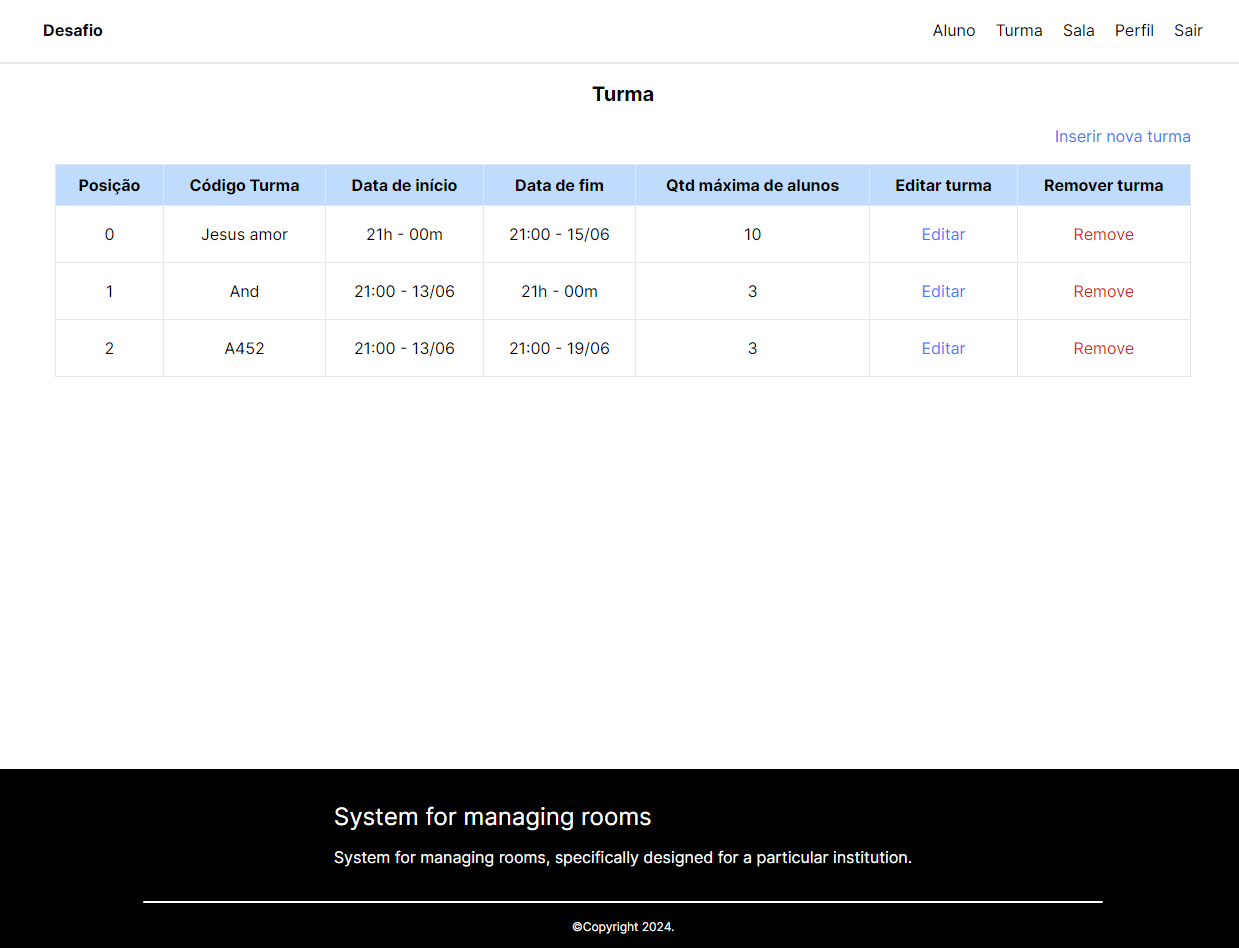 Desafio Aluno Turma Sala Perfil Sair
Turma
Inserir nova turma
Posição Código Turma Data de início Data de fim Qtd máxima de alunos Editar turma Remover turma
0 Jesus amor 21h - 00m 21:00 - 15/06 10 Editar Remove
1 And 21:00 - 13/06 21h - 00m 3 Editar Remove
2 A452 21:00 - 13/06 21:00 - 19/06 3 Editar Remove
System for managing rooms
System for managing rooms, specifically designed for a particular institution.
©Copyright 2024.